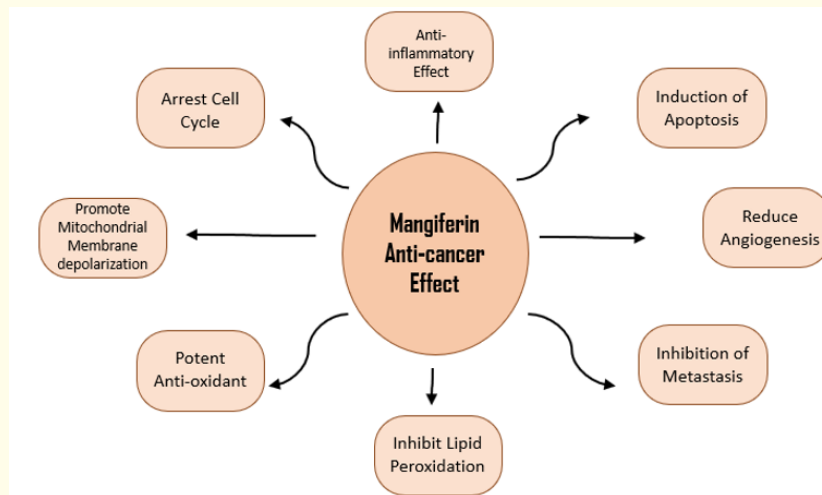 Anti-
inflammatory
Effect
Arrest Cell
Cycle
Induction of
Apoptosis
Promote
Mitochondrial
Membrane
depolarization
Mangiferin
Anti-cancer
Effect
Reduce
Angiogenesis
Potent
Anti-oxidant
Inhibition of
Metastasis
Inhibit Lipid
Peroxidation